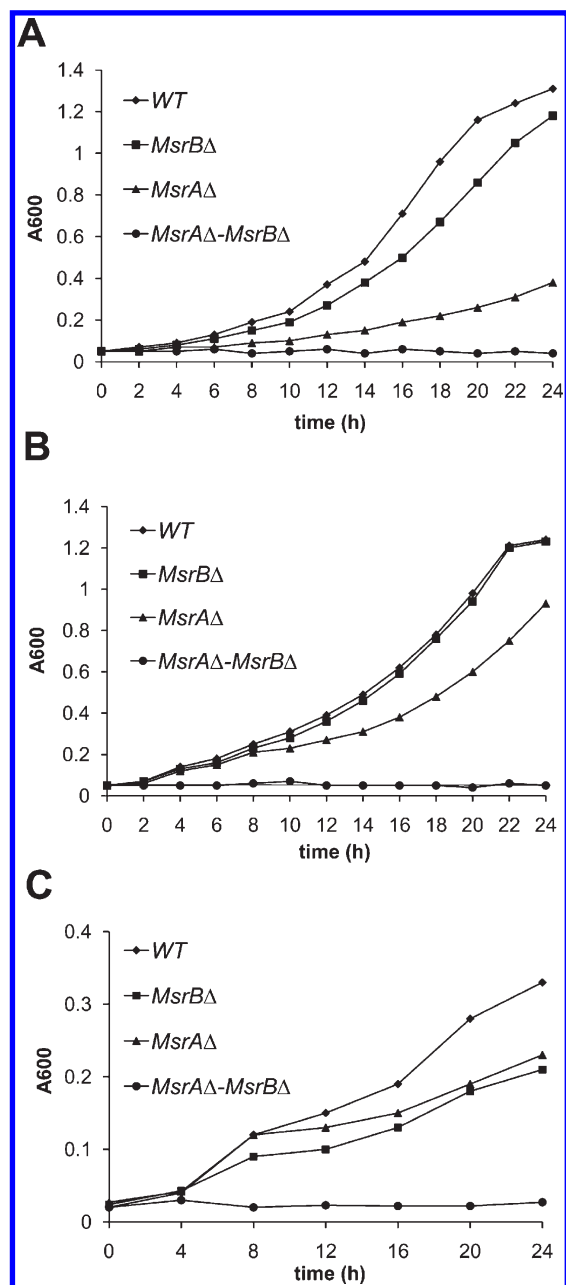 A
1.4
1.2
1
0.8
0.6
0.4
0.2
0
A600
WT
MsrBΔ
MsrAΔ
MsrAΔ-MsrBΔ
0 2 4 6 8 10 12 14 16 18 20 22 24
time (h)
B
1.4
1.2
1
0.8
0.6
0.4
0.2
0
A600
WT
MsrBΔ
MsrAΔ
MsrAΔ-MsrBΔ
0 2 4 6 8 10 12 14 16 18 20 22 24
time (h)
C
0.4
0.3
0.2
0.1
0
A600
WT
MsrBΔ
MsrAΔ
MsrAΔ-MsrBΔ
0 4 8 12 16 20 24
time (h)